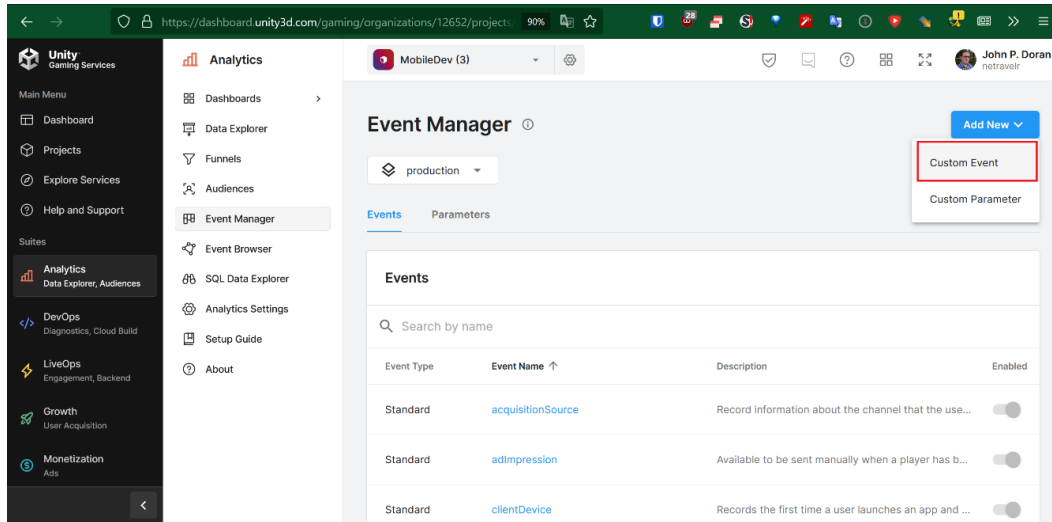 https://dashboard.unity3d.com/gaming/organizations/12652/projects/
90%
28
Unity
Gaming Services
Main Menu
Dashboard
Projects
Explore Services
Help and Support
Suites
Analytics
Data Explorer, Audiences
DevOps
Diagnostics, Cloud Build
LiveOps
Engagement, Backend
Growth
User Acquisition
Monetization
Ads
Analytics
Dashboards
Data Explorer
Funnels
Audiences
Event Manager
Event Browser
SQL Data Explorer
Analytics Settings
Setup Guide
About
MobileDev (3)
John P. Doran
netravelr
Event Manager
Add New
Custom Event
Custom Parameter
production
Events Parameters
Events
Search by name
Event Type Event Name Description Enabled
Standard acquisitionSource Record information about the channel that the use...
Standard adImpression Available to be sent manually when a player has b...
Standard clientDevice Records the first time a user launches an app and ...